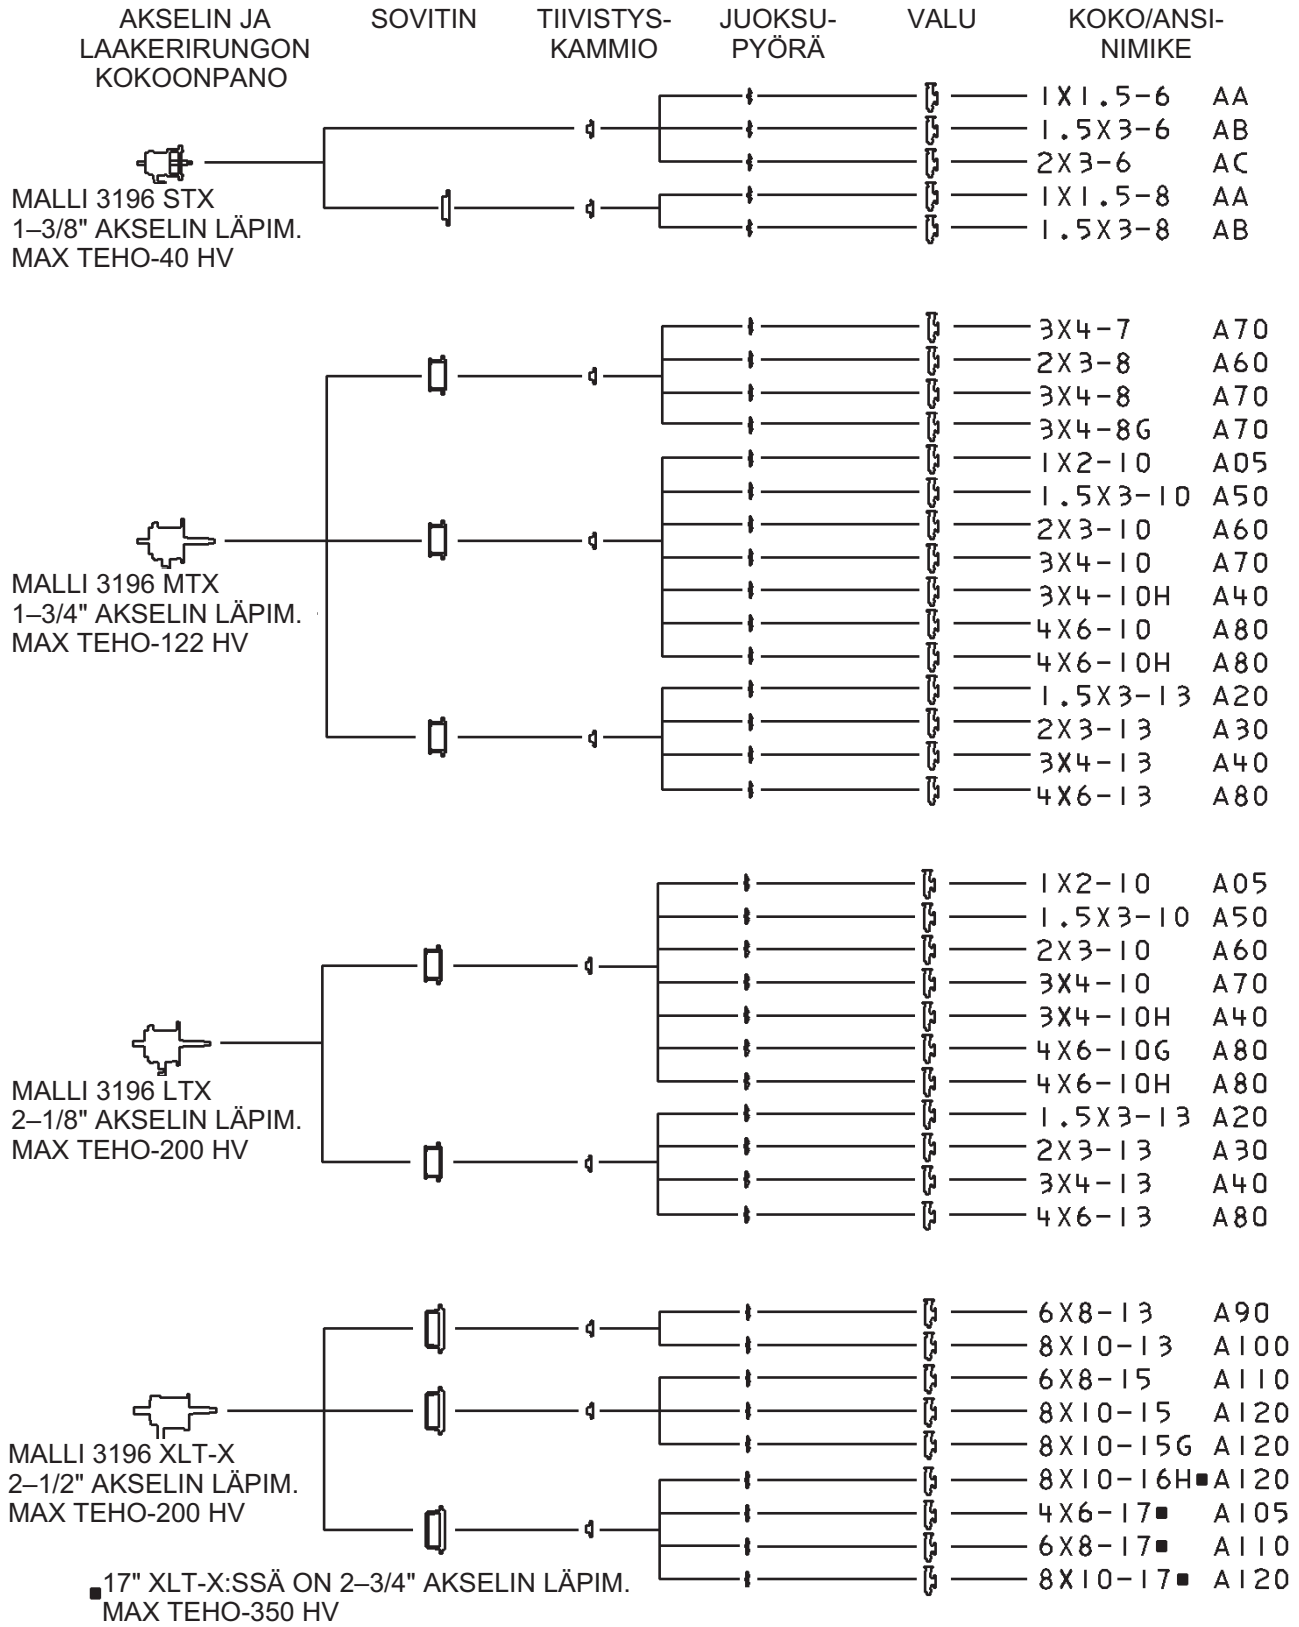 AKSELIN JA LAAKERIRUNGON KOKOONPANO
SOVITIN
TIIVISTYS-KAMMIO
JUOKSU-PYÖRÄ
VALU
KOKO/ANSI-NIMIKE
1X1.5-6 AA
1.5X3-6 AB
2X3-6 AC
1X1.5-8 AA
1.5X3-8 AB
MALLI 3196 STX
1–3/8" AKSELIN LÄPIM.
MAX TEHO-40 HV
3X4-7 A70
2X3-8 A60
3X4-8 A70
3X4-8G A70
1X2-10 A05
1.5X3-10 A50
2X3-10 A60
3X4-10 A70
3X4-10H A40
4X6-10 A80
4X6-10H A80
1.5X3-13 A20
2X3-13 A30
3X4-13 A40
4X6-13 A80
MALLI 3196 MTX
1–3/4" AKSELIN LÄPIM.
MAX TEHO-122 HV
1X2-10 A05
1.5X3-10 A50
2X3-10 A60
3X4-10 A70
3X4-10H A40
4X6-10G A80
4X6-10H A80
1.5X3-13 A20
2X3-13 A30
3X4-13 A40
4X6-13 A80
MALLI 3196 LTX
2–1/8" AKSELIN LÄPIM.
MAX TEHO-200 HV
6X8-13 A90
8X10-13 A100
6X8-15 A110
8X10-15 A120
8X10-15G A120
8X10-16H■ A120
4X6-17■ A105
6X8-17■ A110
8X10-17■ A120
MALLI 3196 XLT-X
2–1/2" AKSELIN LÄPIM.
MAX TEHO-200 HV
■17" XLT-X:SSÄ ON 2–3/4" AKSELIN LÄPIM.
MAX TEHO-350 HV